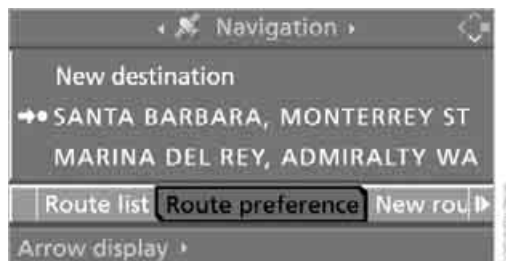 Navigation
New destination
SANTA BARBARA, MONTERREY ST
MARINA DEL REY, ADMIRALTY WA
Route list Route preference New rou
Arrow display